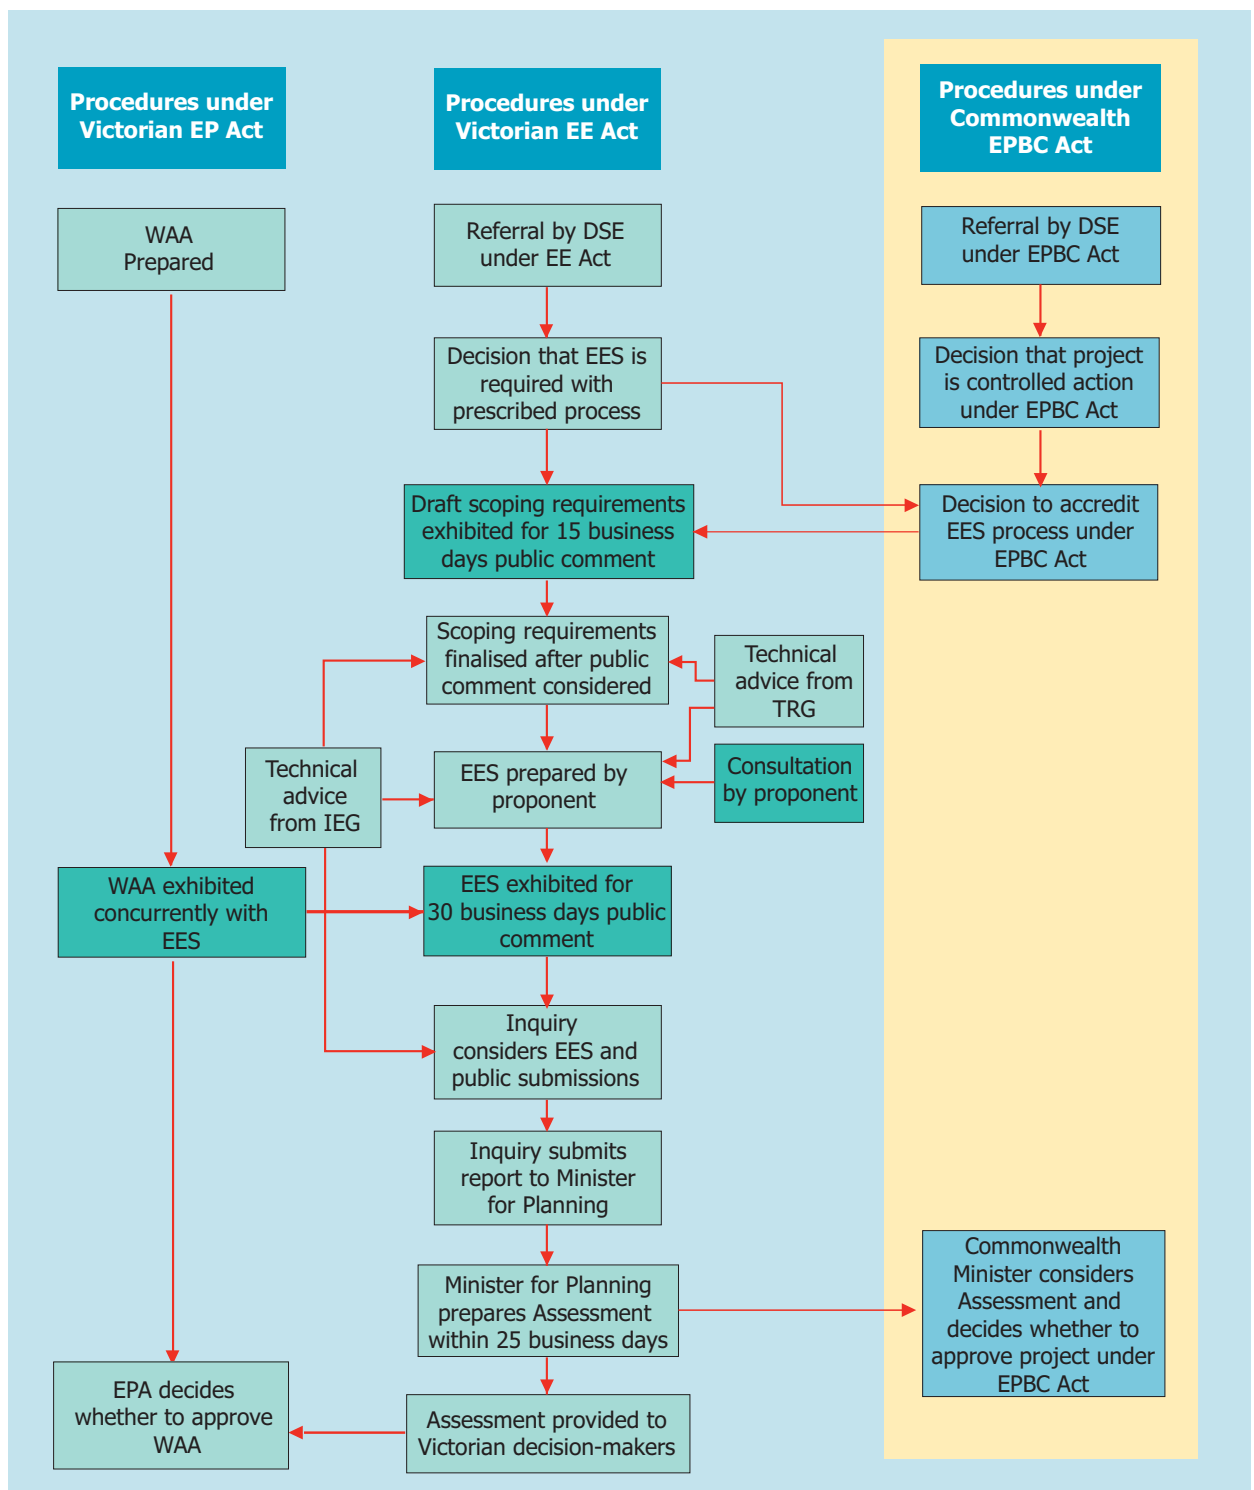 Procedures under
Victorian EP Act
Procedures under
Victorian EE Act
Procedures under
Commonwealth
EPBC Act
WAA
Prepared
Referral by DSE
under EE Act
Referral by DSE
under EPBC Act
Decision that EES is
required with
prescribed process
Decision that project
is controlled action
under EPBC Act
Draft scoping requirements
exhibited for 15 business
days public comment
Decision to accredit
EES process under
EPBC Act
Scoping requirements
finalised after public
comment considered
Technical
advice from
TRG
Technical
advice
from IEG
EES prepared by
proponent
Consultation
by proponent
WAA exhibited
concurrently with
EES
EES exhibited for
30 business days public
comment
Inquiry
considers EES and
public submissions
Inquiry submits
report to Minister
for Planning
Minister for Planning
prepares Assessment
within 25 business days
Commonwealth
Minister considers
Assessment and
decides whether to
approve project under
EPBC Act
EPA decides
whether to approve
WAA
Assessment provided to
Victorian decision-makers